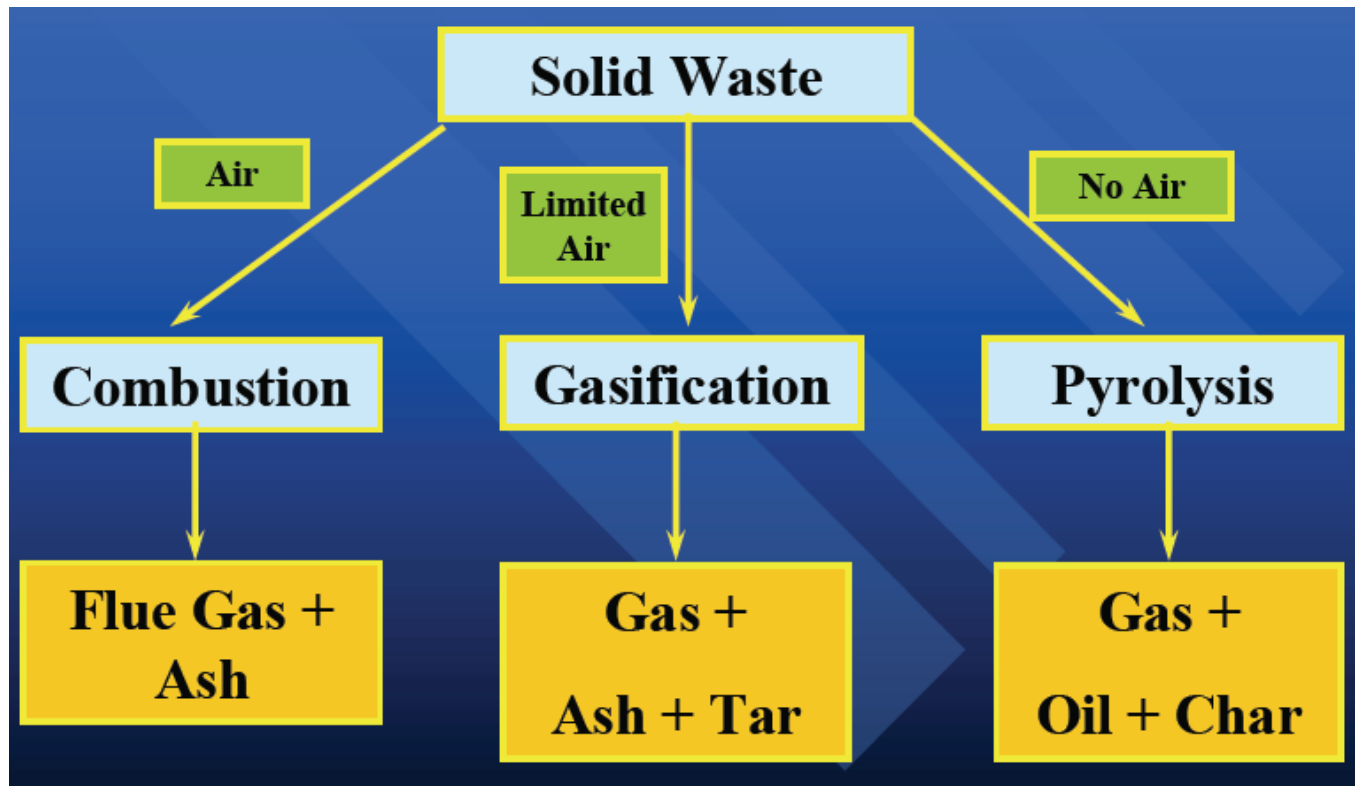 Solid Waste
Air
Limited
Air
No Air
Combustion
Gasification
Pyrolysis
Flue Gas +
Ash
Gas +
Ash + Tar
Gas +
Oil + Char